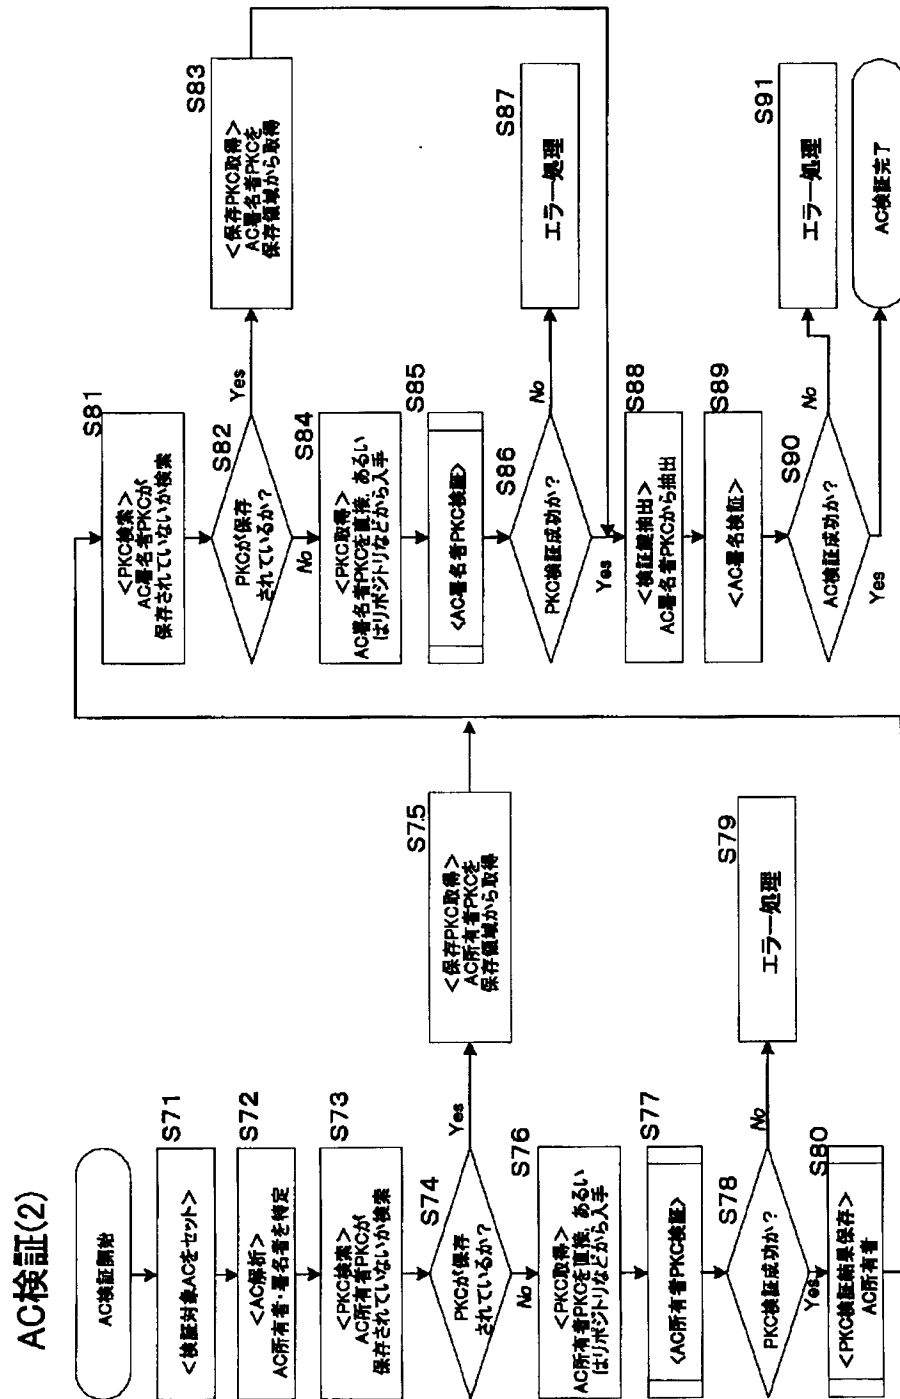 AC検証(2)
AC検証開始
S71
<検証対象ACをセット>
S72
<AC解析>
AC所有者・署名者を特定
S73
<PKC検索>
AC所有者PKCが
保存されていないか検索
S74
PKCが保存
されているか?
Yes
No
S75
<保存PKC取得>
AC所有者PKCを
保存領域から取得
S76
<PKC取得>
AC所有者PKCを直接、あるい
はリポジトリなどから入手
S77
<AC所有者PKC検証>
S78
PKC検証成功か?
No
Yes
S79
エラー処理
S80
<PKC検証結果保存>
AC所有者
S81
<PKC検索>
AC署名者PKCが
保存されていないか検索
S82
PKCが保存
されているか?
Yes
No
S83
<保存PKC取得>
AC署名者PKCを
保存領域から取得
S84
<PKC取得>
AC署名者PKCを直接、あるい
はリポジトリなどから入手
S85
<AC署名者PKC検証>
S86
PKC検証成功か?
No
Yes
S87
エラー処理
S88
<検証鍵抽出>
AC署名者PKCから抽出
S89
<AC署名検証>
S90
AC検証成功か?
No
Yes
S91
エラー処理
AC検証完了